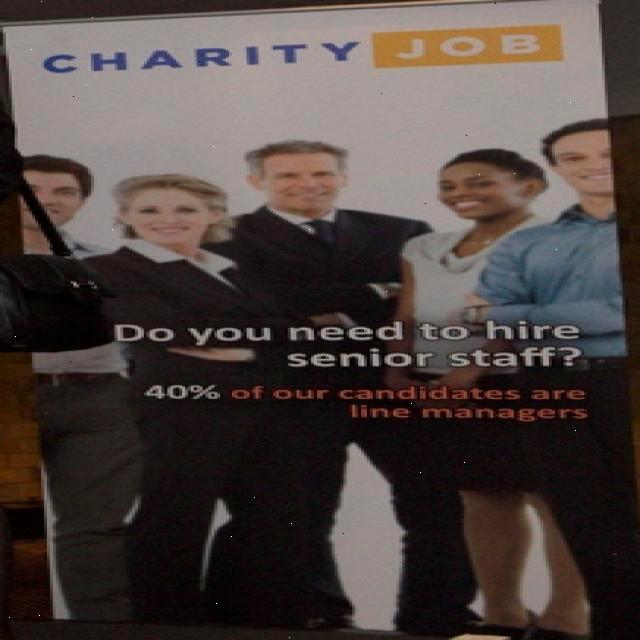 CHARITY JOB
Do you need to hire
senior staff?
40% of our candidates are
line managers